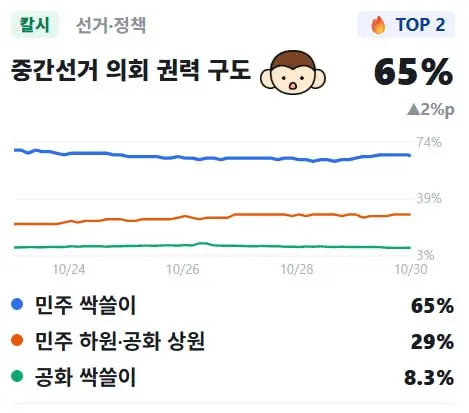 칼시 선거·정책 TOP 2
중간선거 의회 권력 구도 65%
▲2%p
74%
39%
3%
10/24 10/26 10/28 10/30
민주 싹쓸이 65%
민주 하원·공화 상원 29%
공화 싹쓸이 8.3%